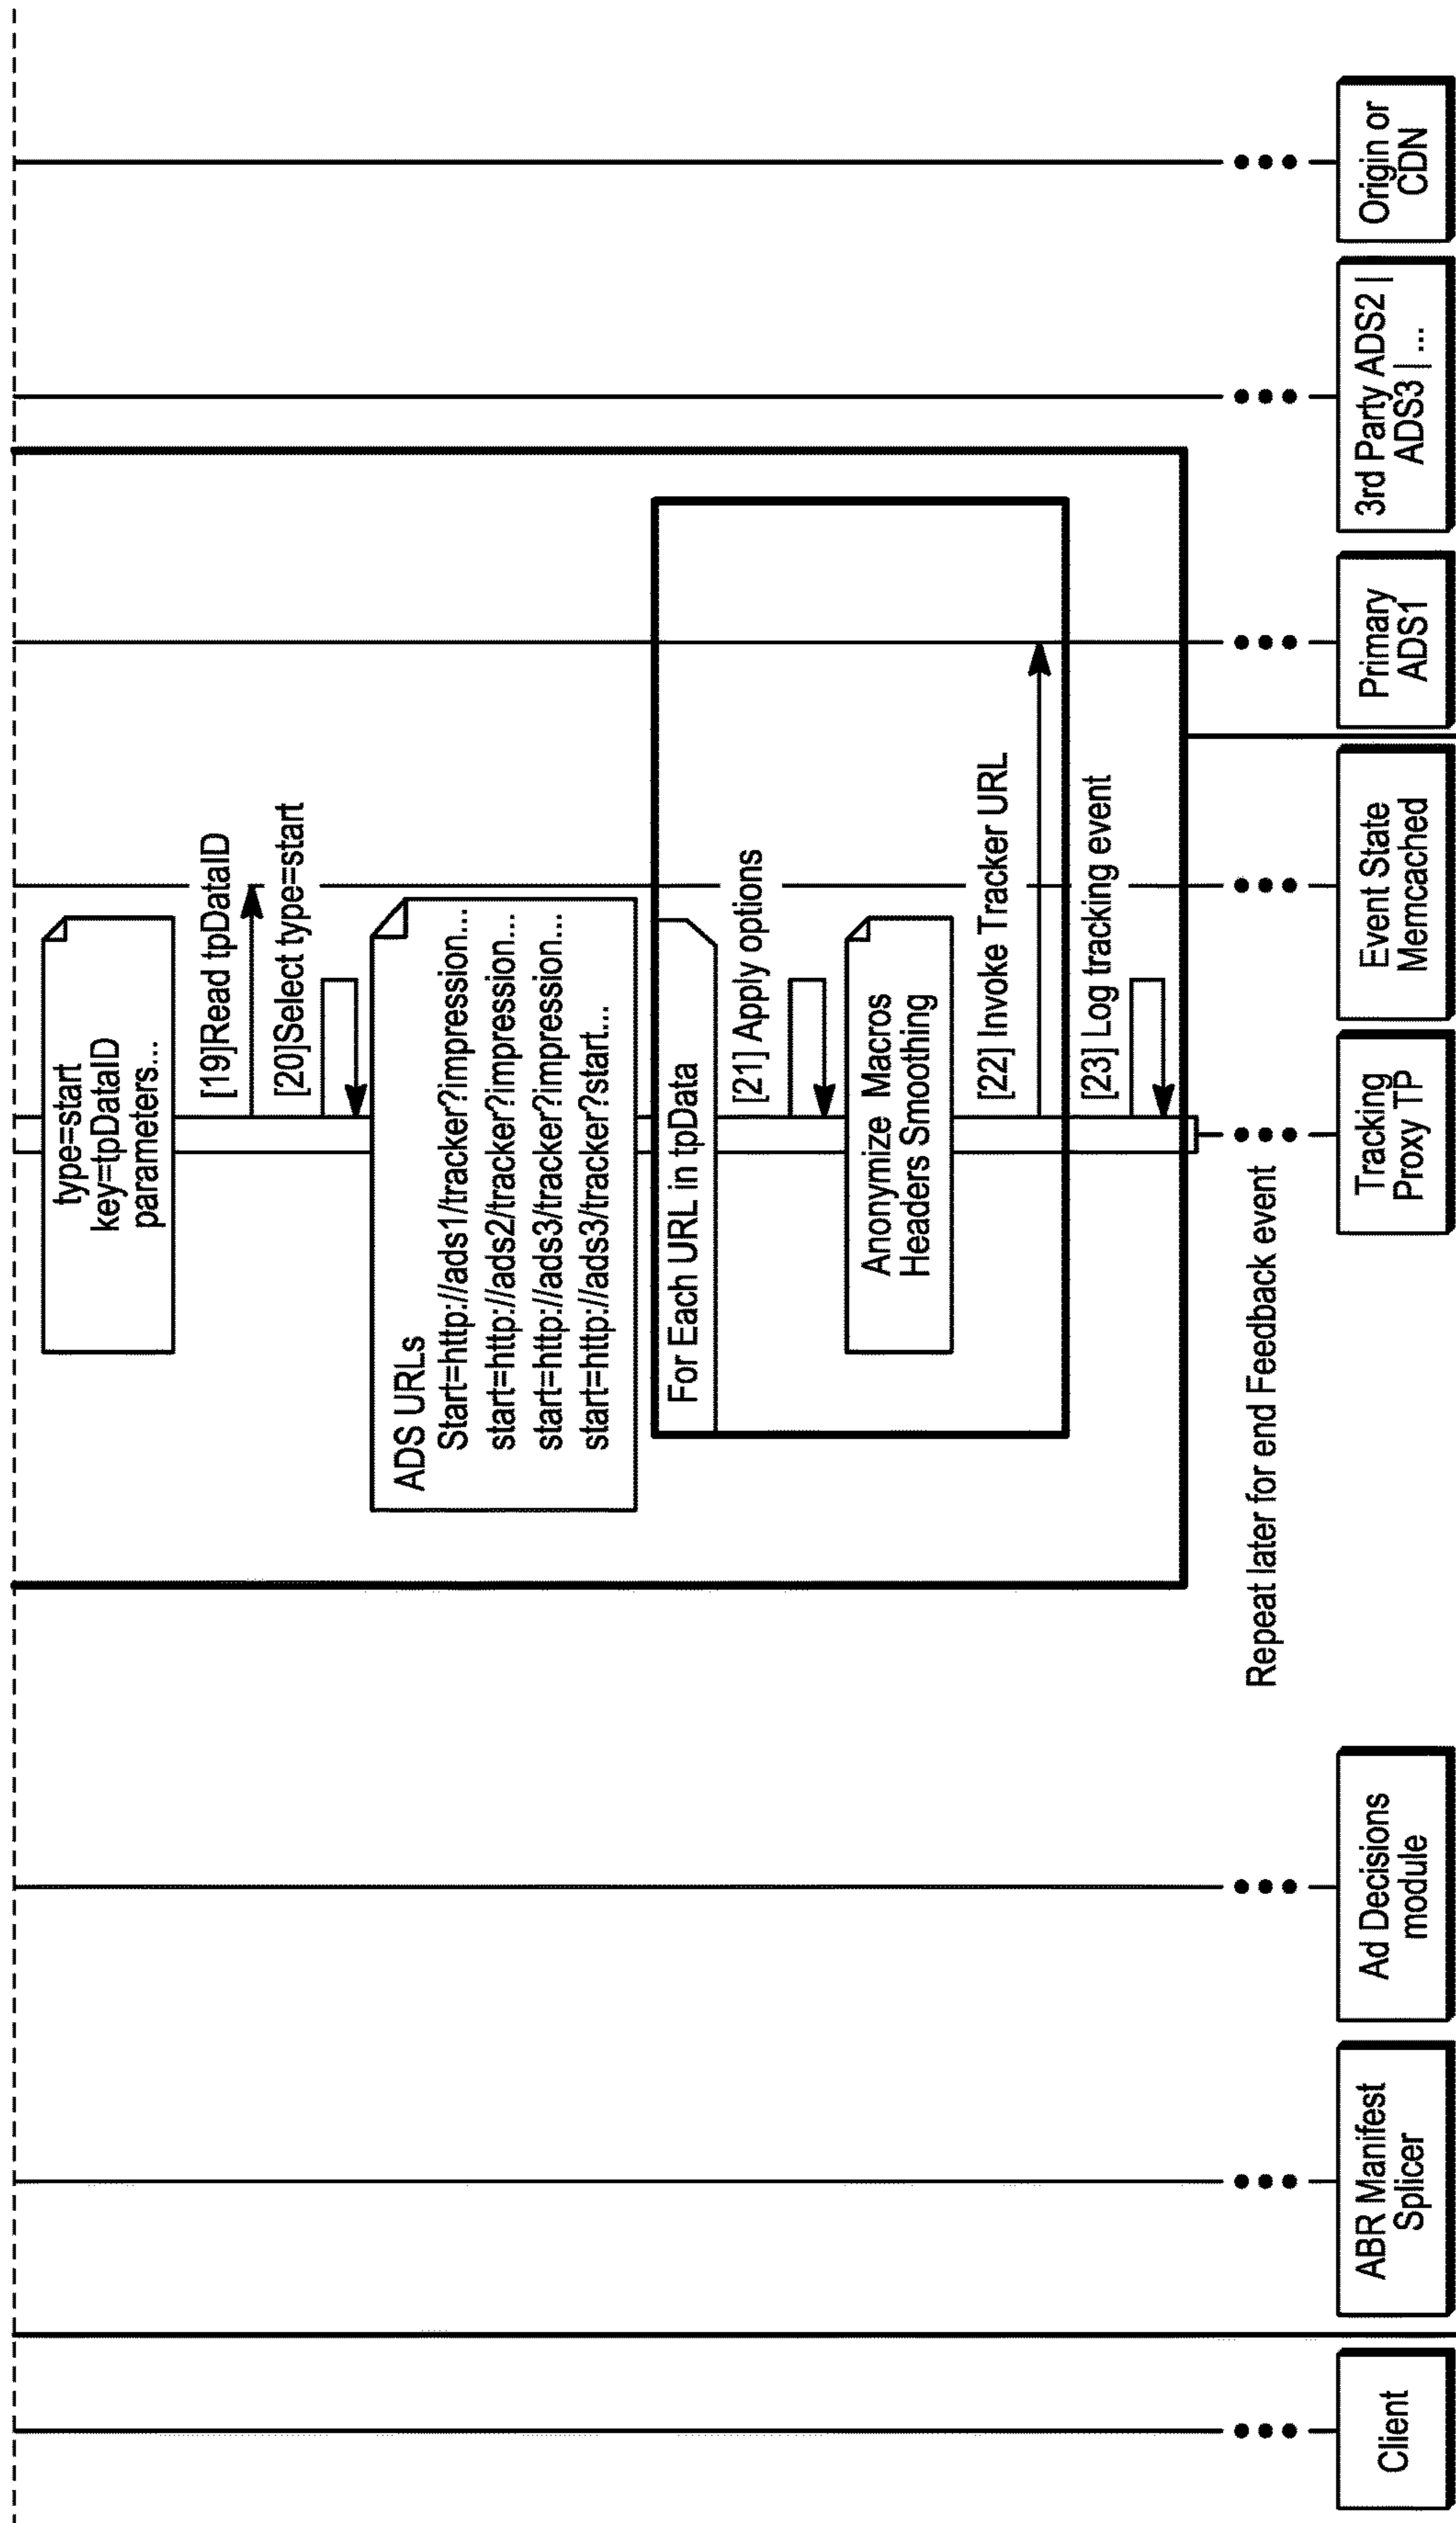 type=start
key=tpDataID
parameters...
[19]Read tpDataID
[20]Select type=start
ADS URLs
Start=http://ads1/tracker?impression...
start=http://ads2/tracker?impression...
start=http://ads3/tracker?impression...
start=http://ads3/tracker?start...
For Each URL in tpData
[21] Apply options
Anonymize Macros
Headers Smoothing
[22] Invoke Tracker URL
[23] Log tracking event
Repeat later for end Feedback event
Client
ABR Manifest
Splicer
Ad Decisions
module
Tracking
Proxy TP
Event State
Memcached
Primary
ADS1
3rd Party ADS2 |
ADS3 | ...
Origin or
CDN